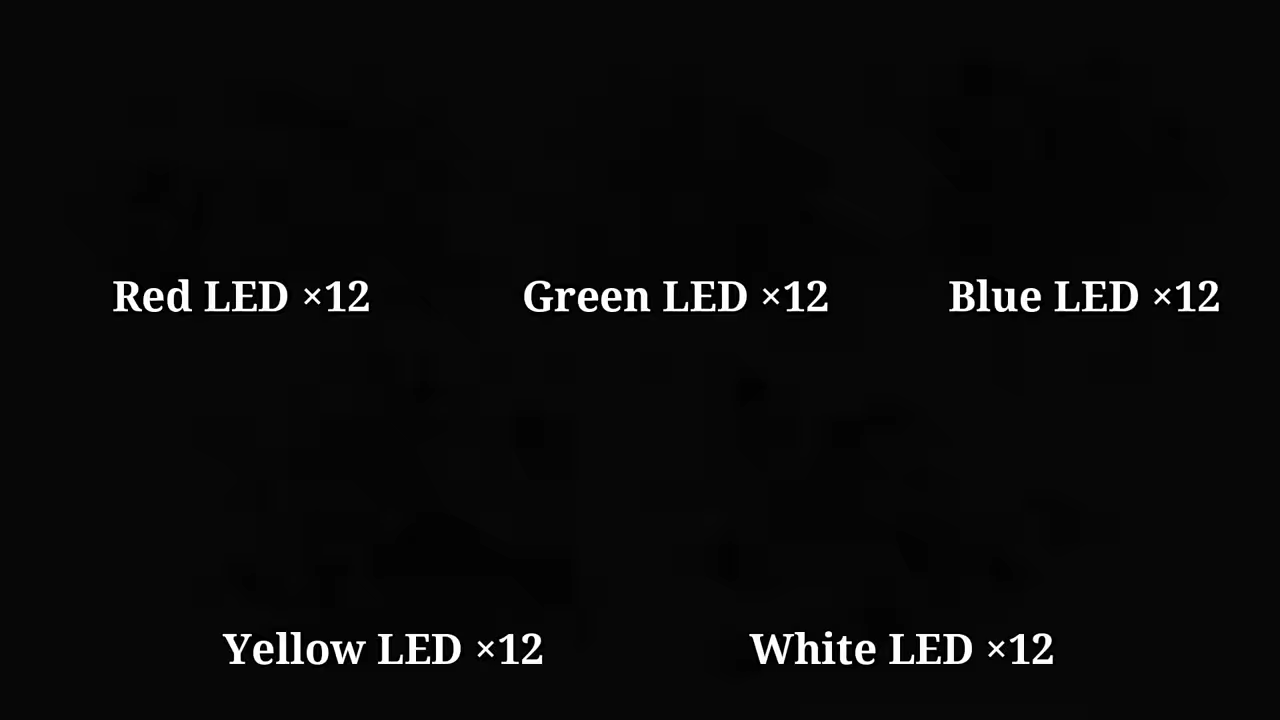 Red LED ×12
Green LED ×12
Blue LED ×12
Yellow LED ×12
White LED ×12